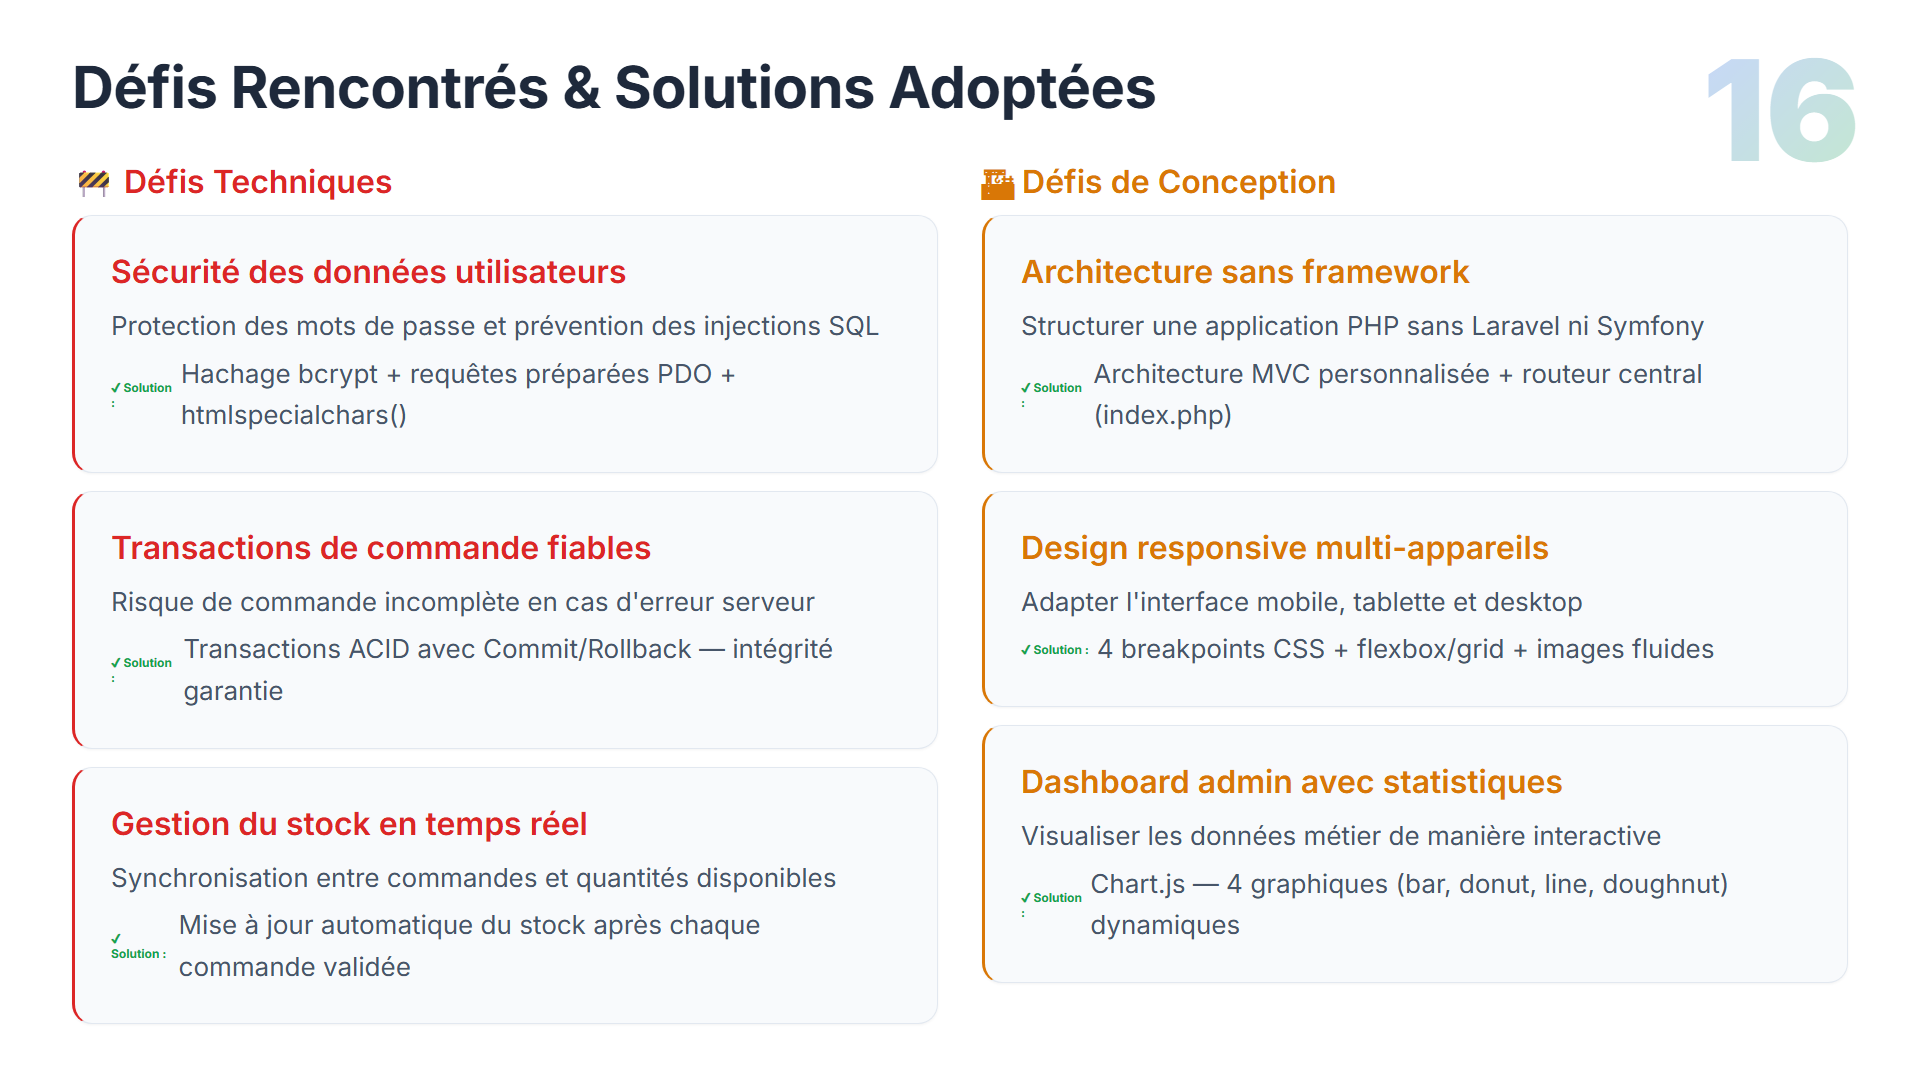 Défis Rencontrés & Solutions Adoptées
16
🚧 Défis Techniques
Sécurité des données utilisateurs
Protection des mots de passe et prévention des injections SQL
✓ Solution :
Hachage bcrypt + requêtes préparées PDO +
htmlspecialchars()
Transactions de commande fiables
Risque de commande incomplète en cas d'erreur serveur
✓ Solution :
Transactions ACID avec Commit/Rollback — intégrité
garantie
Gestion du stock en temps réel
Synchronisation entre commandes et quantités disponibles
✓ Solution :
Mise à jour automatique du stock après chaque
commande validée
🏗 Défis de Conception
Architecture sans framework
Structurer une application PHP sans Laravel ni Symfony
✓ Solution :
Architecture MVC personnalisée + routeur central
(index.php)
Design responsive multi-appareils
Adapter l'interface mobile, tablette et desktop
✓ Solution : 4 breakpoints CSS + flexbox/grid + images fluides
Dashboard admin avec statistiques
Visualiser les données métier de manière interactive
✓ Solution :
Chart.js — 4 graphiques (bar, donut, line, doughnut)
dynamiques